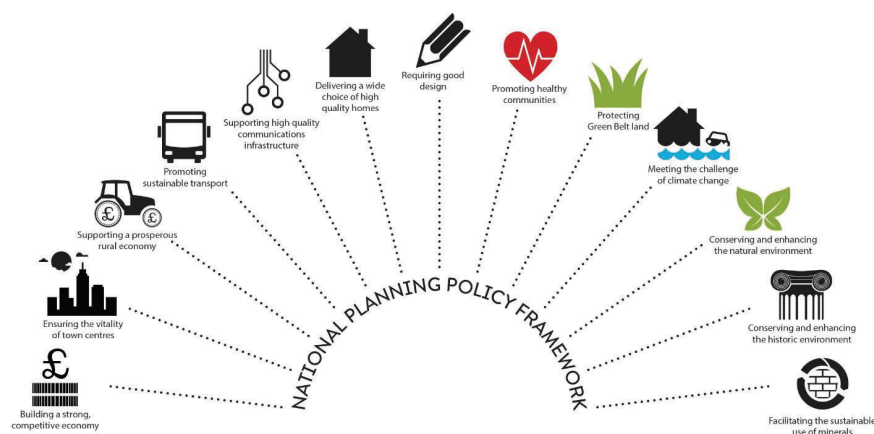 Building a strong,
competitive economy
Ensuring the vitality
of town centres
Supporting a prosperous
rural economy
Promoting
sustainable transport
Supporting high quality
communications
infrastructure
Delivering a wide
choice of high
quality homes
Requiring good
design
Promoting healthy
communities
Protecting
Green Belt land
Meeting the challenge
of climate change
Conserving and enhancing
the natural environment
Conserving and enhancing
the historic environment
Facilitating the sustainable
use of minerals
£
£ £
NATIONAL PLANNING POLICY FRAMEWORK